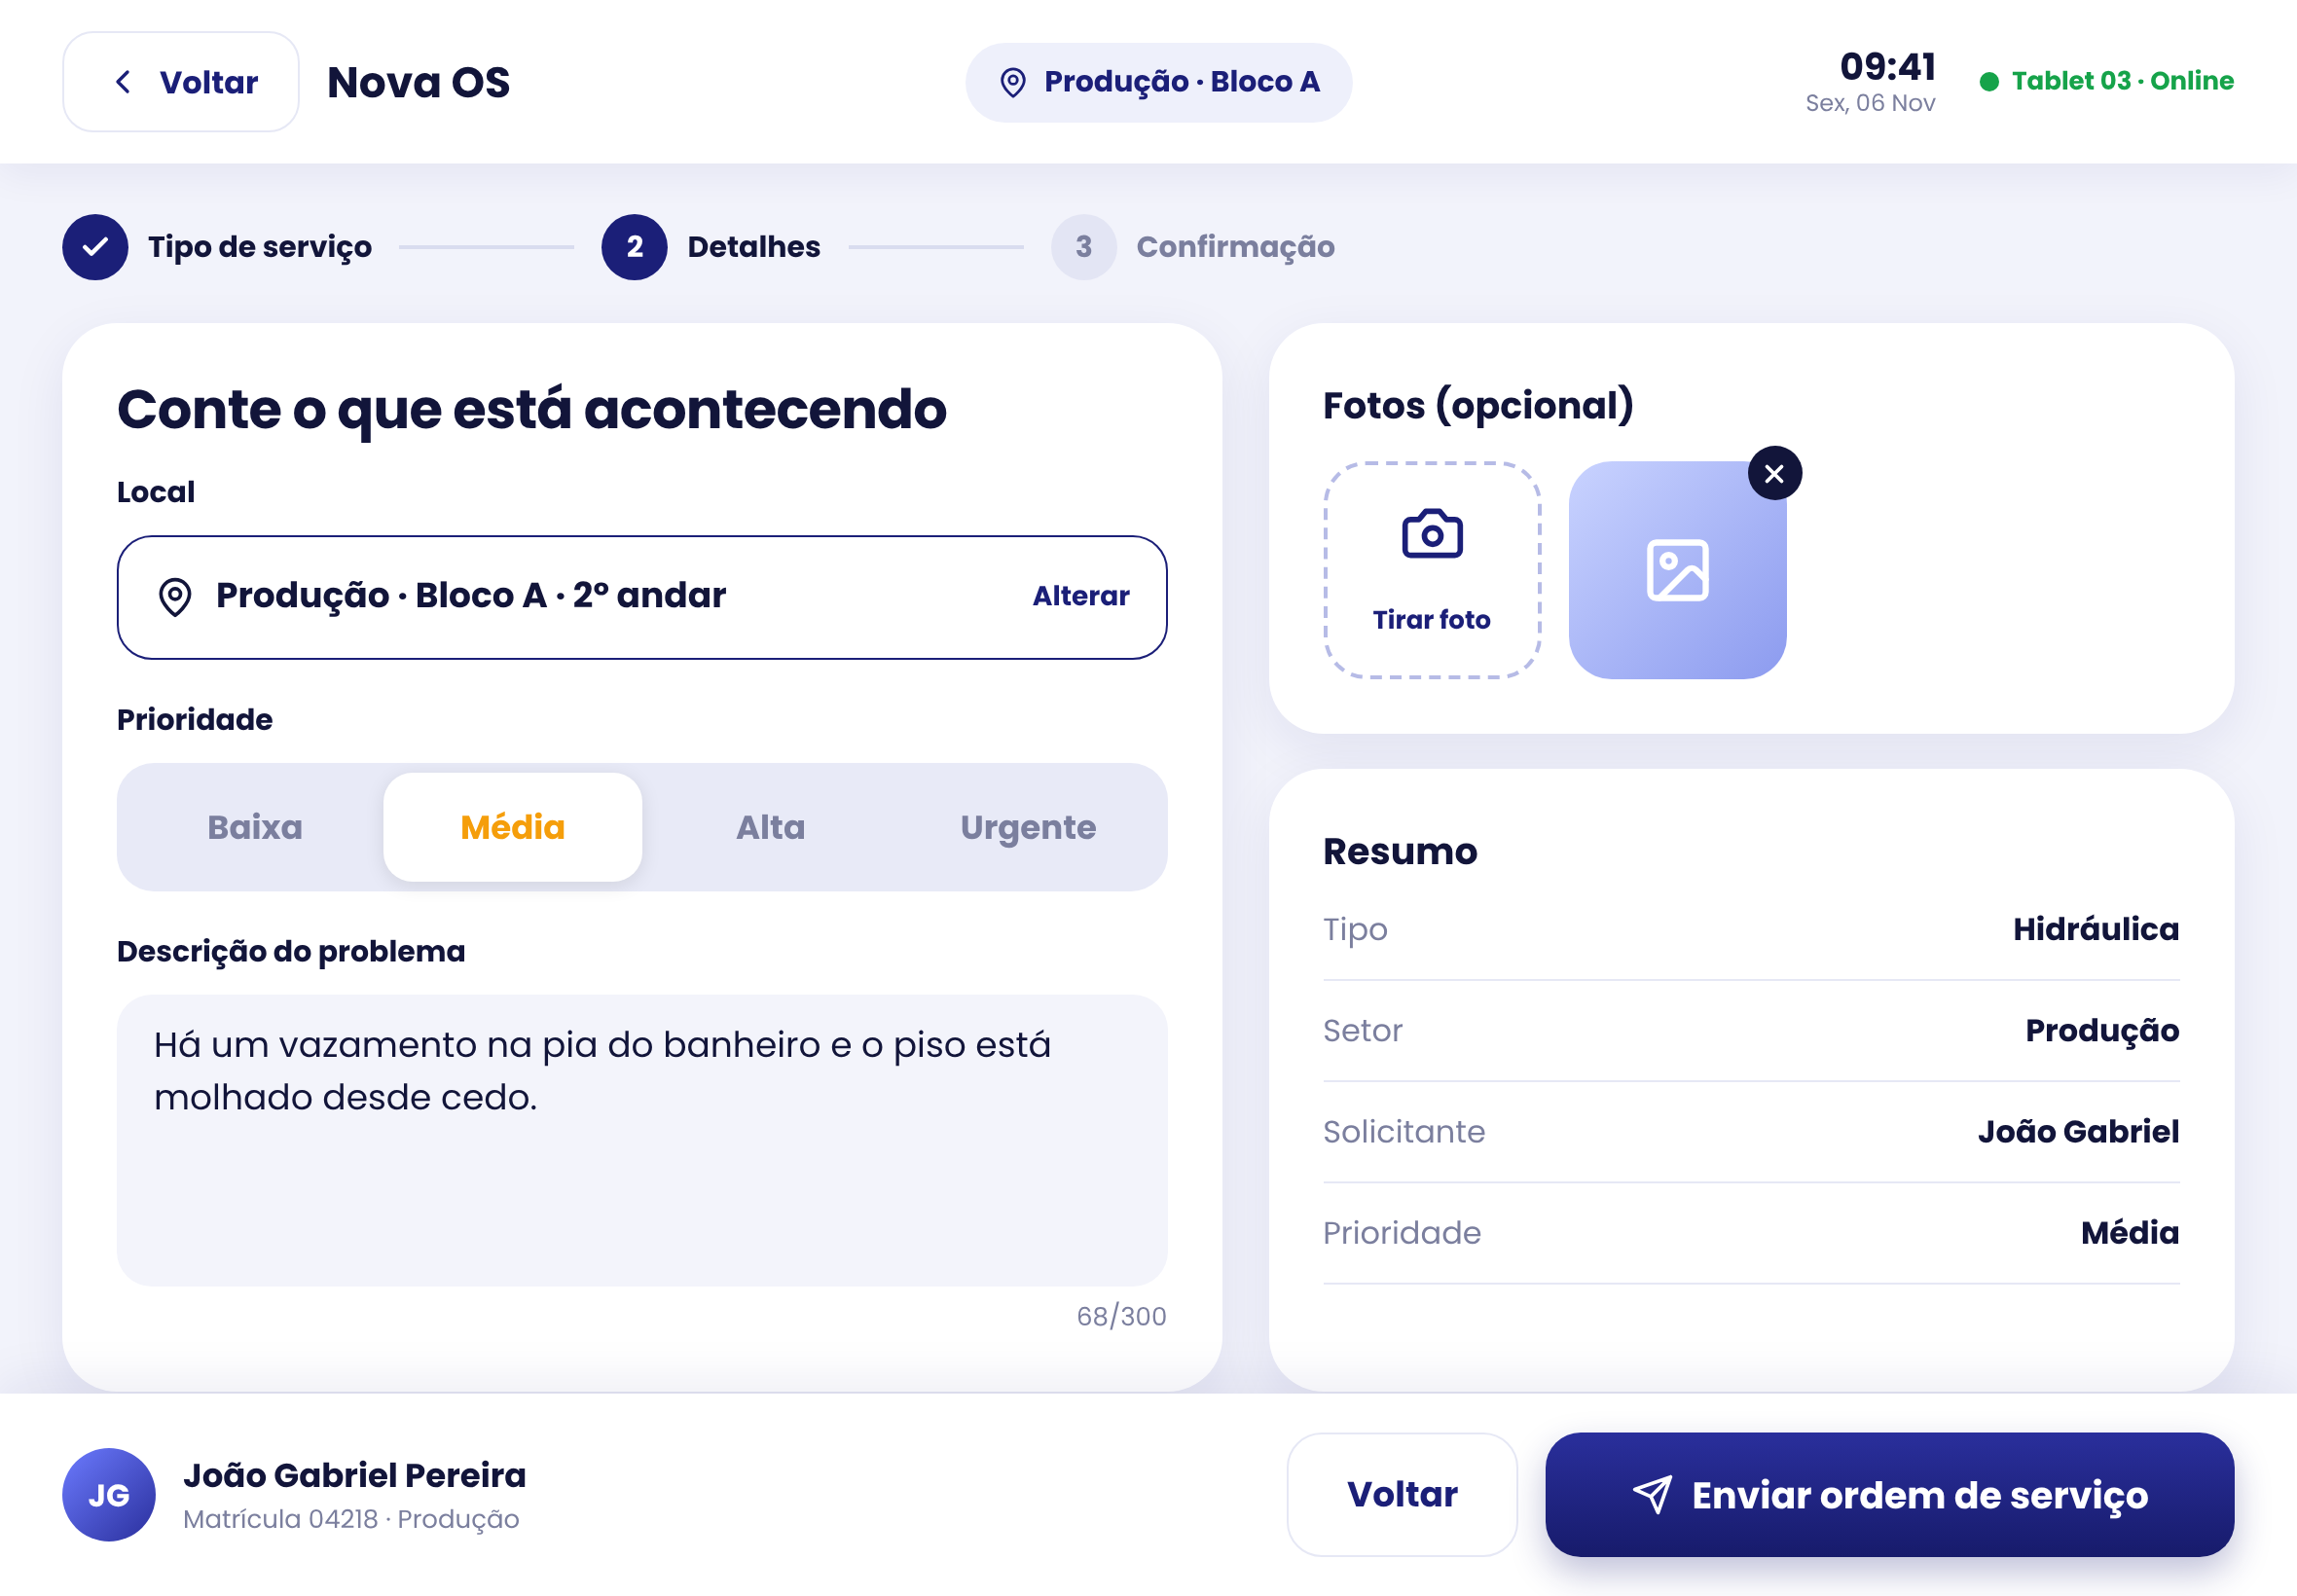 Voltar
Nova OS
Produção · Bloco A
09:41
Sex, 06 Nov
Tablet 03 · Online
Tipo de serviço
2
Detalhes
3
Confirmação
Conte o que está acontecendo
Local
Produção · Bloco A · 2º andar
Alterar
Prioridade
Baixa
Média
Alta
Urgente
Descrição do problema
Há um vazamento na pia do banheiro e o piso está
molhado desde cedo.
68/300
Fotos (opcional)
Tirar foto
Resumo
Tipo
Hidráulica
Setor
Produção
Solicitante
João Gabriel
Prioridade
Média
JG
João Gabriel Pereira
Matrícula 04218 · Produção
Voltar
Enviar ordem de serviço